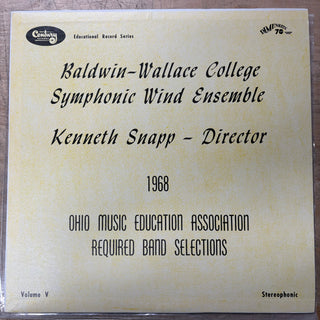 Century
Educational Record Series
70
Baldwin-Wallace College
Symphonic Wind Ensemble
Kenneth Snapp - Director
1968
OHIO MUSIC EDUCATION ASSOCIATION
REQUIRED BAND SELECTIONS
Volume V
Stereophonic